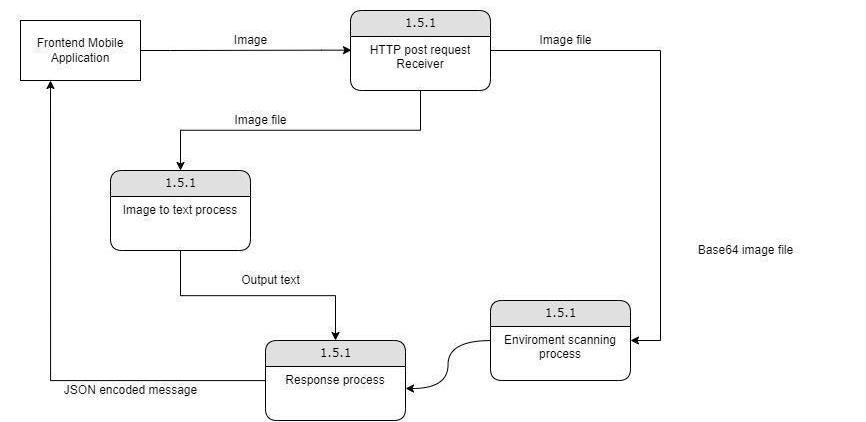 1.5.1
Frontend Mobile
Application
Image
HTTP post request
Receiver
Image file
Image file
1.5.1
Image to text process
Base64 image file
Output text
1.5.1
Enviroment scanning
process
1.5.1
Response process
JSON encoded message